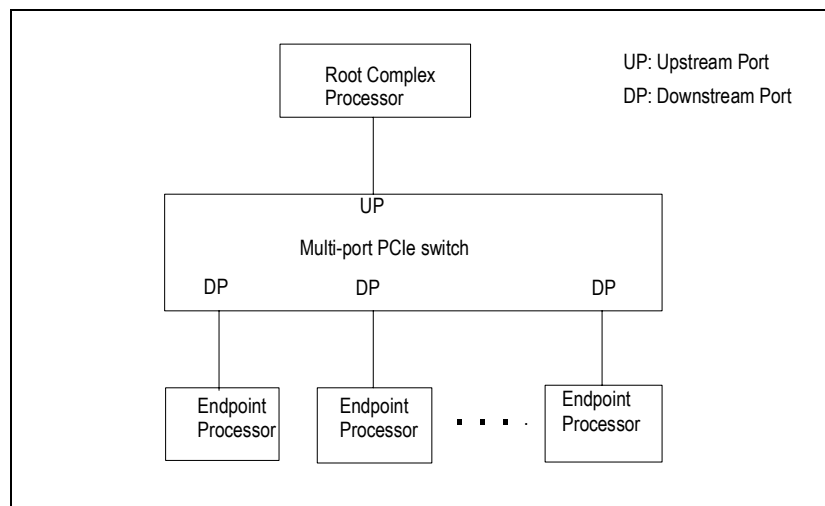 Root Complex
Processor
UP: Upstream Port
DP: Downstream Port
UP
Multi-port PCIe switch
DP
DP
DP
Endpoint
Processor
Endpoint
Processor
Endpoint
Processor